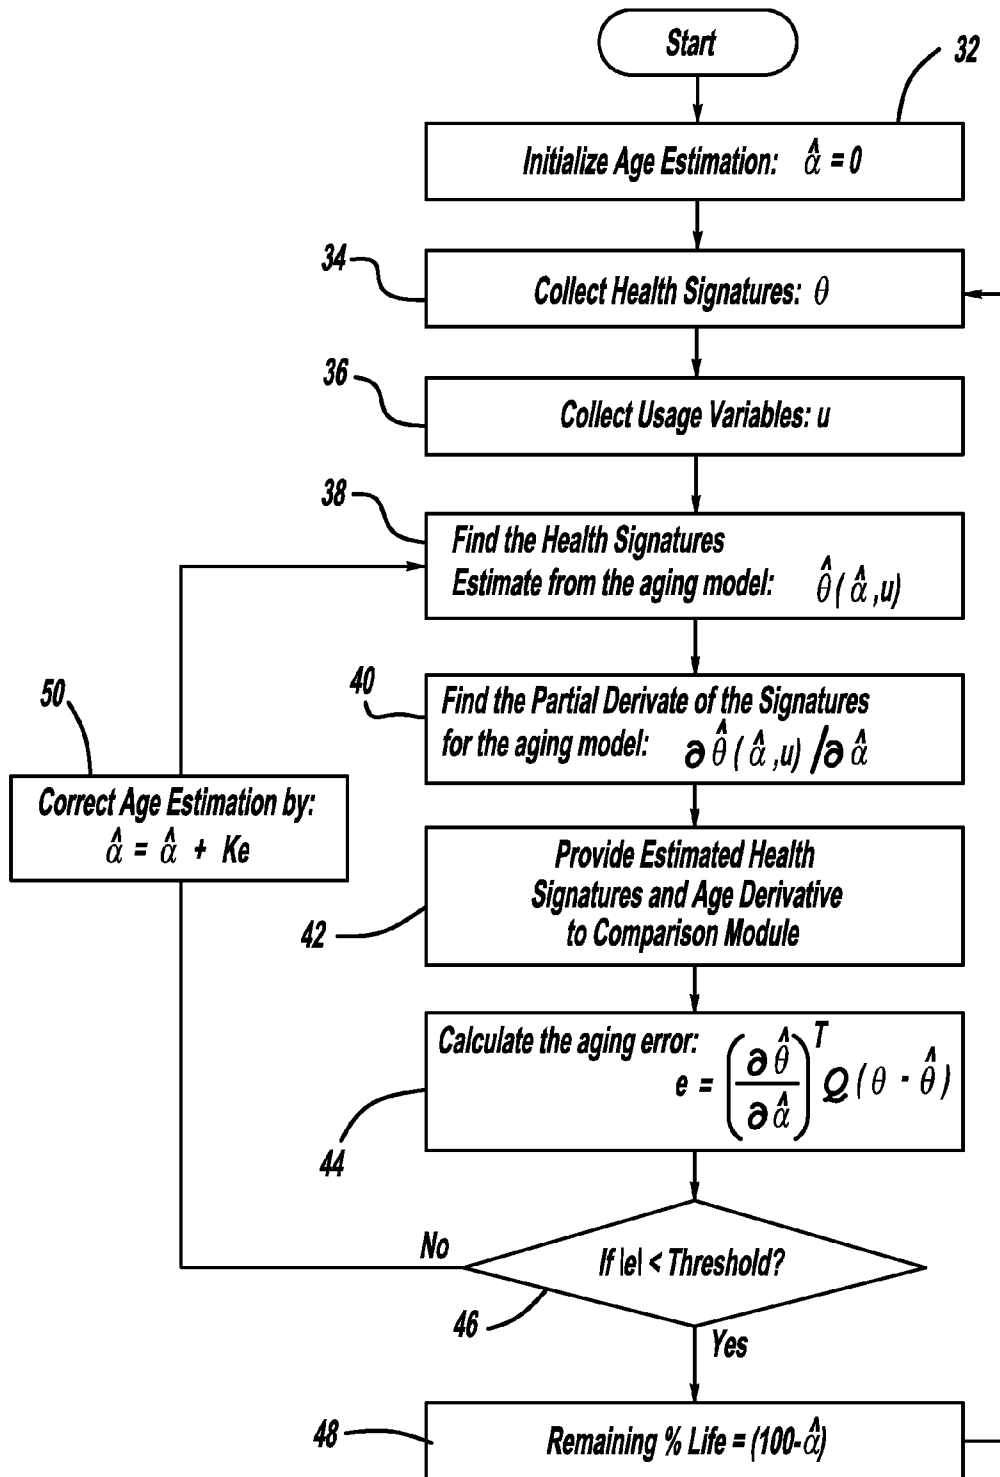 Start
32
Initialize Age Estimation: α̂ = 0
34
Collect Health Signatures: θ
36
Collect Usage Variables: u
38
Find the Health Signatures
Estimate from the aging model: θ̂ ( α̂ ,u)
40
Find the Partial Derivate of the Signatures
for the aging model: ∂ θ̂ ( α̂ ,u) / ∂ α̂
50
Correct Age Estimation by:
α̂ = α̂ + Ke
Provide Estimated Health
Signatures and Age Derivative
to Comparison Module
42
Calculate the aging error:
e = ( ∂ θ̂ / ∂ α̂ )ᵀ Q ( θ - θ̂ )
44
No
If |e| < Threshold?
46
Yes
48
Remaining % Life = (100-α̂)